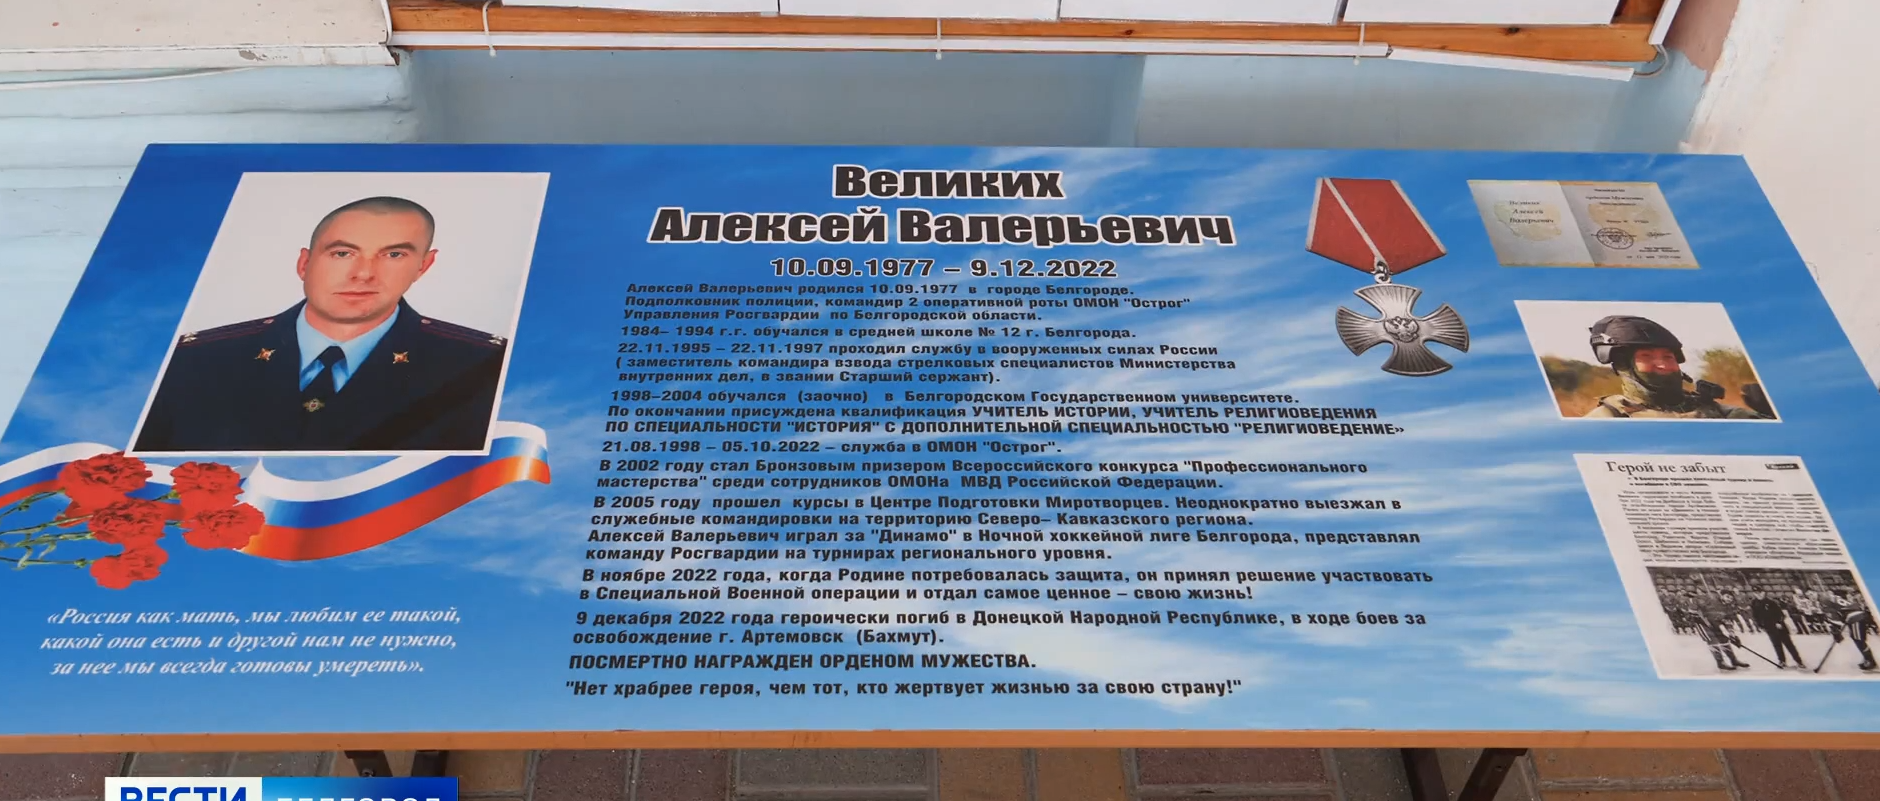 Великих
Алексей Валерьевич
10.09.1977 – 9.12.2022
Алексей Валерьевич родился 10.09.1977 в городе Белгороде.
Подполковник полиции, командир 2 оперативной роты ОМОН "Острог"
Управления Росгвардии по Белгородской области.
1984– 1994 г.г. обучался в средней школе № 12 г. Белгорода.
22.11.1995 – 22.11.1997 проходил службу в вооруженных силах России
( заместитель командира взвода стрелковых специалистов Министерства
внутренних дел, в звании Старший сержант).
1998–2004 обучался (заочно) в Белгородском Государственном университете.
По окончании присуждена квалификация УЧИТЕЛЬ ИСТОРИИ, УЧИТЕЛЬ РЕЛИГИОВЕДЕНИЯ
ПО СПЕЦИАЛЬНОСТИ "ИСТОРИЯ" С ДОПОЛНИТЕЛЬНОЙ СПЕЦИАЛЬНОСТЬЮ "РЕЛИГИОВЕДЕНИЕ»
21.08.1998 – 05.10.2022 – служба в ОМОН "Острог".
В 2002 году стал Бронзовым призером Всероссийского конкурса "Профессионального
мастерства" среди сотрудников ОМОНа МВД Российской Федерации.
В 2005 году прошел курсы в Центре Подготовки Миротворцев. Неоднократно выезжал в
служебные командировки на территорию Северо– Кавказского региона.
Алексей Валерьевич играл за "Динамо" в Ночной хоккейной лиге Белгорода, представлял
команду Росгвардии на турнирах регионального уровня.
В ноябре 2022 года, когда Родине потребовалась защита, он принял решение участвовать
в Специальной Военной операции и отдал самое ценное – свою жизнь!
9 декабря 2022 года героически погиб в Донецкой Народной Республике, в ходе боев за
освобождение г. Артемовск (Бахмут).
ПОСМЕРТНО НАГРАЖДЕН ОРДЕНОМ МУЖЕСТВА.
"Нет храбрее героя, чем тот, кто жертвует жизнью за свою страну!"
«Россия как мать, мы любим ее такой,
какой она есть и другой нам не нужно,
за нее мы всегда готовы умереть».
Великих
Алексей
Валерьевич
Герой не забыт
ВЕСТИ БЕЛГОРОД